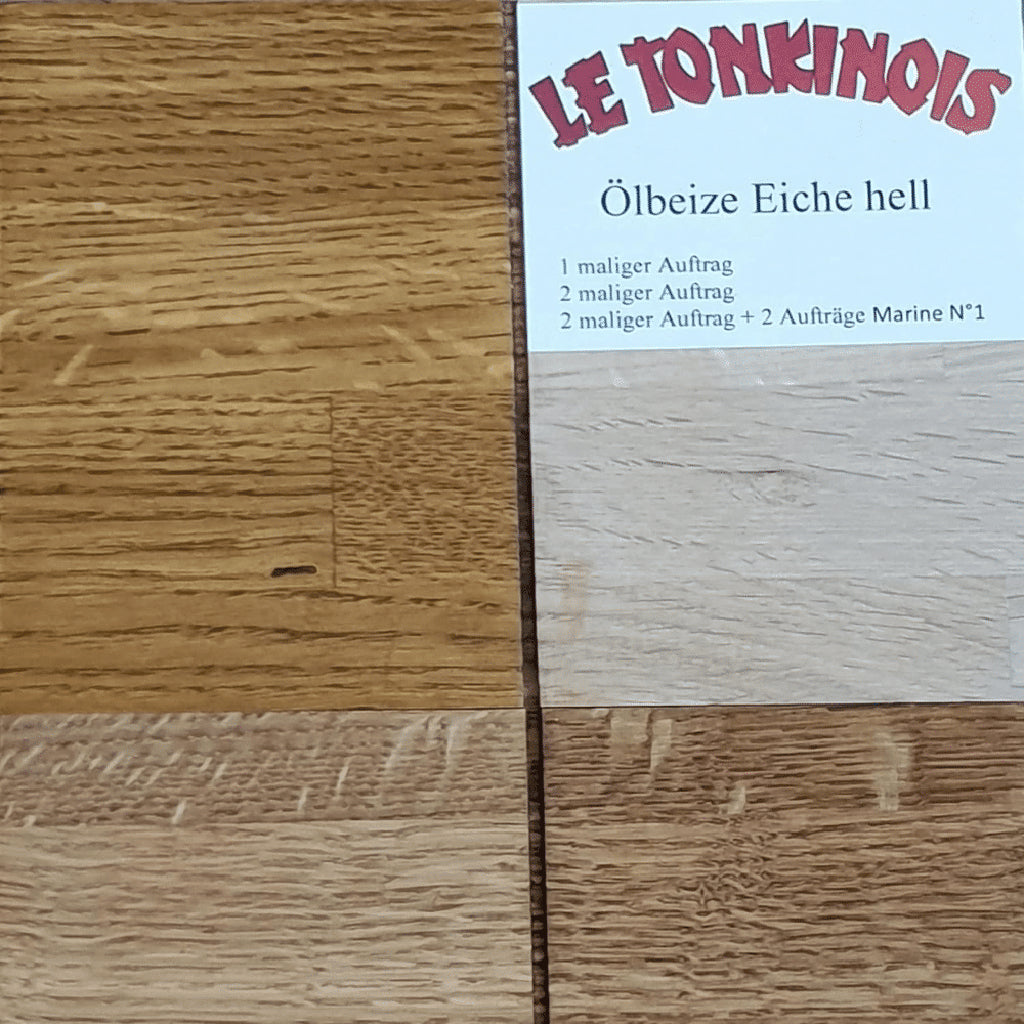 LE TONKINOIS
Ölbeize Eiche hell
1 maliger Auftrag
2 maliger Auftrag
2 maliger Auftrag + 2 Aufträge Marine N°1